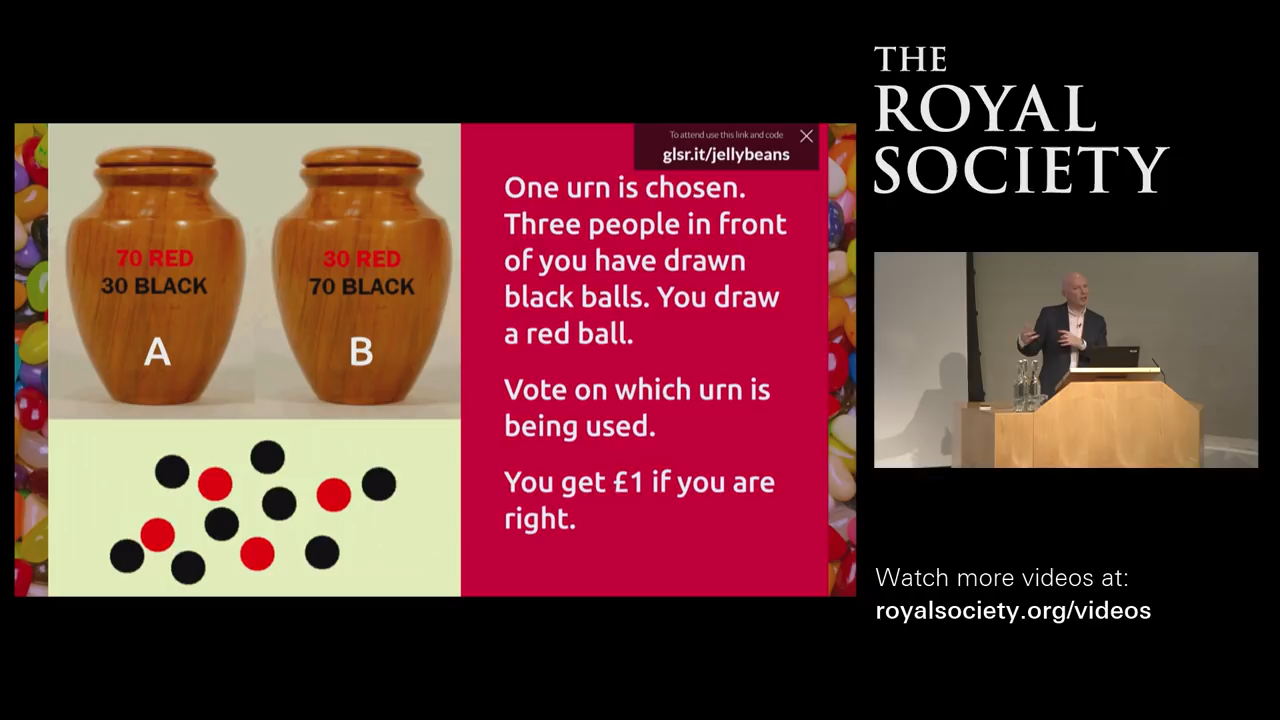 70 RED
30 BLACK
A
30 RED
70 BLACK
B
To attend use this link and code
glsr.it/jellybeans
One urn is chosen.
Three people in front
of you have drawn
black balls. You draw
a red ball.
Vote on which urn is
being used.
You get £1 if you are
right.
THE
ROYAL
SOCIETY
Watch more videos at:
royalsociety.org/videos